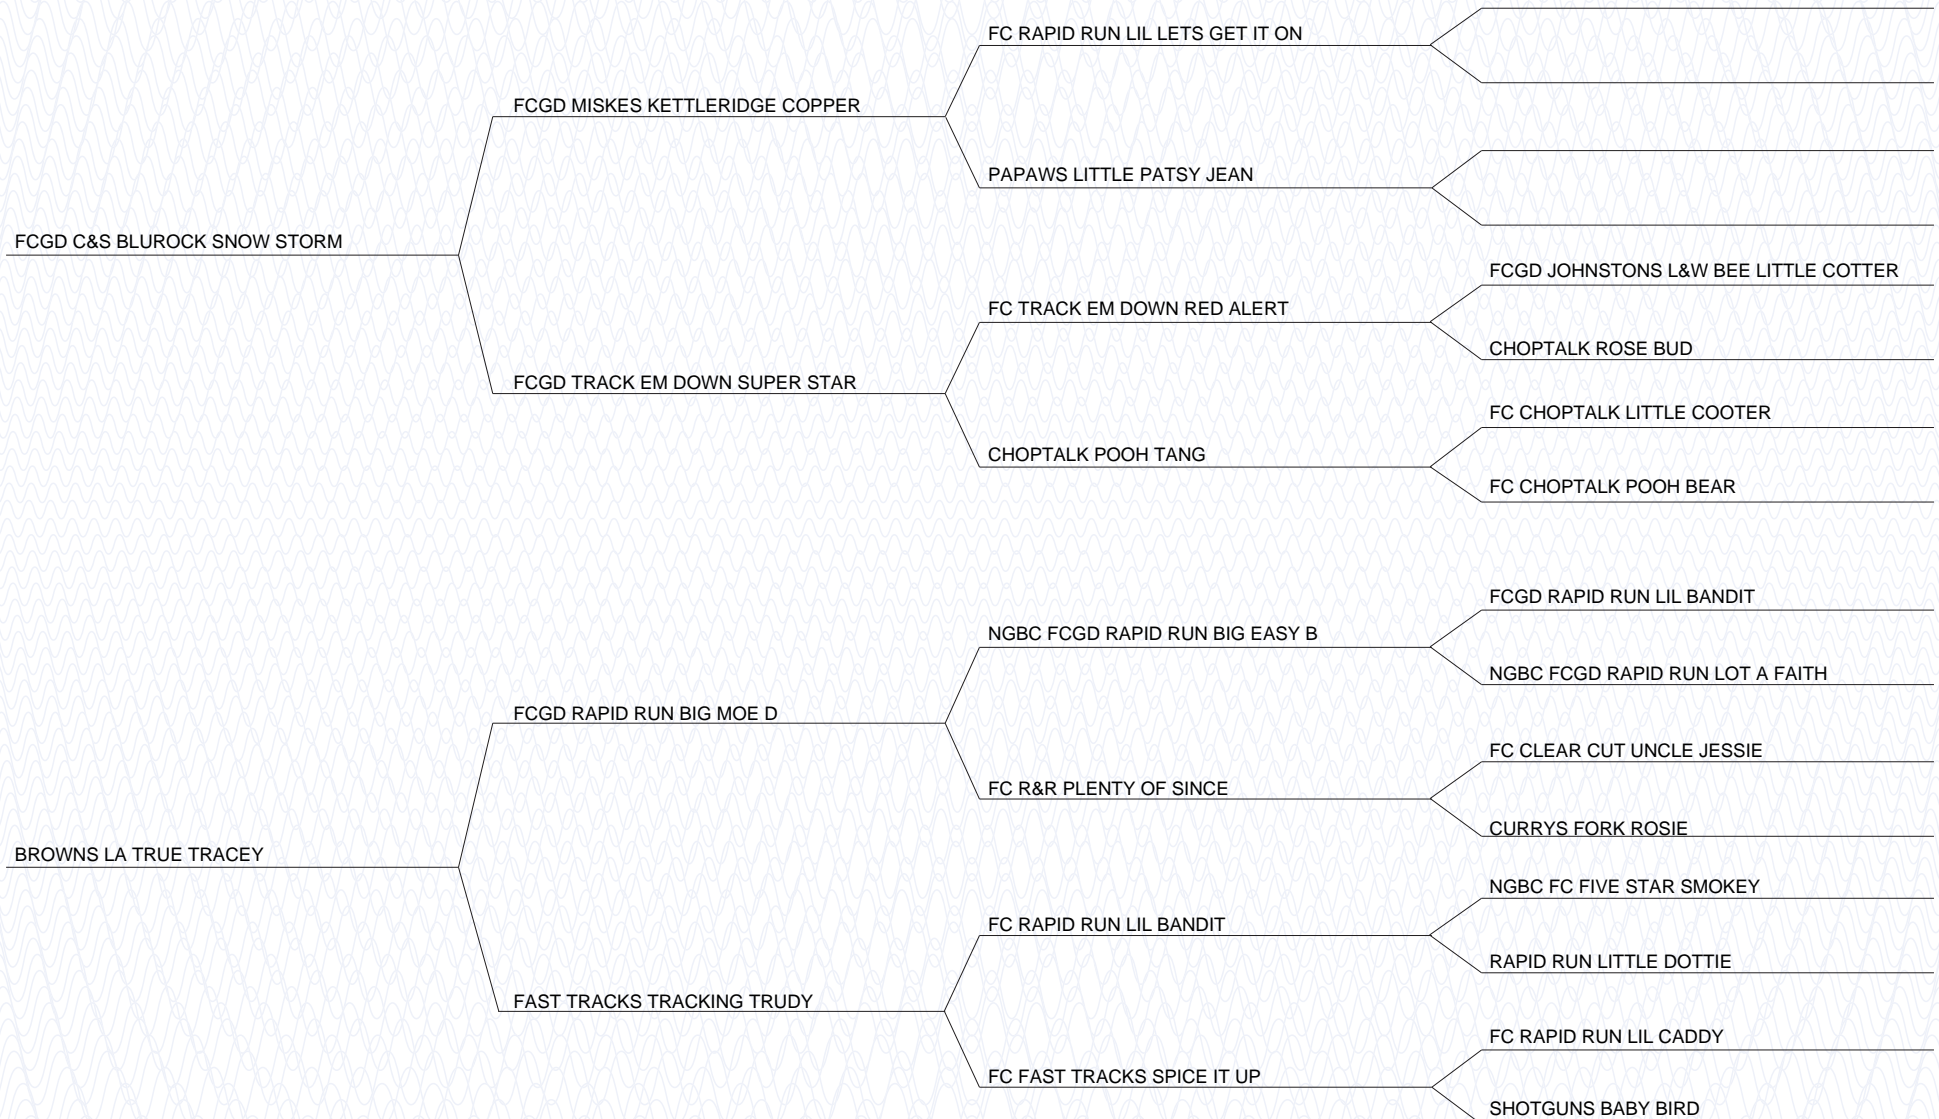 FC RAPID RUN LIL LETS GET IT ON
FCGD MISKES KETTLERIDGE COPPER
PAPAWS LITTLE PATSY JEAN
FCGD C&S BLUROCK SNOW STORM
FCGD JOHNSTONS L&W BEE LITTLE COTTER
FC TRACK EM DOWN RED ALERT
CHOPTALK ROSE BUD
FCGD TRACK EM DOWN SUPER STAR
FC CHOPTALK LITTLE COOTER
CHOPTALK POOH TANG
FC CHOPTALK POOH BEAR
FCGD RAPID RUN LIL BANDIT
NGBC FCGD RAPID RUN BIG EASY B
NGBC FCGD RAPID RUN LOT A FAITH
FCGD RAPID RUN BIG MOE D
FC CLEAR CUT UNCLE JESSIE
FC R&R PLENTY OF SINCE
CURRYS FORK ROSIE
BROWNS LA TRUE TRACEY
NGBC FC FIVE STAR SMOKEY
FC RAPID RUN LIL BANDIT
RAPID RUN LITTLE DOTTIE
FAST TRACKS TRACKING TRUDY
FC RAPID RUN LIL CADDY
FC FAST TRACKS SPICE IT UP
SHOTGUNS BABY BIRD